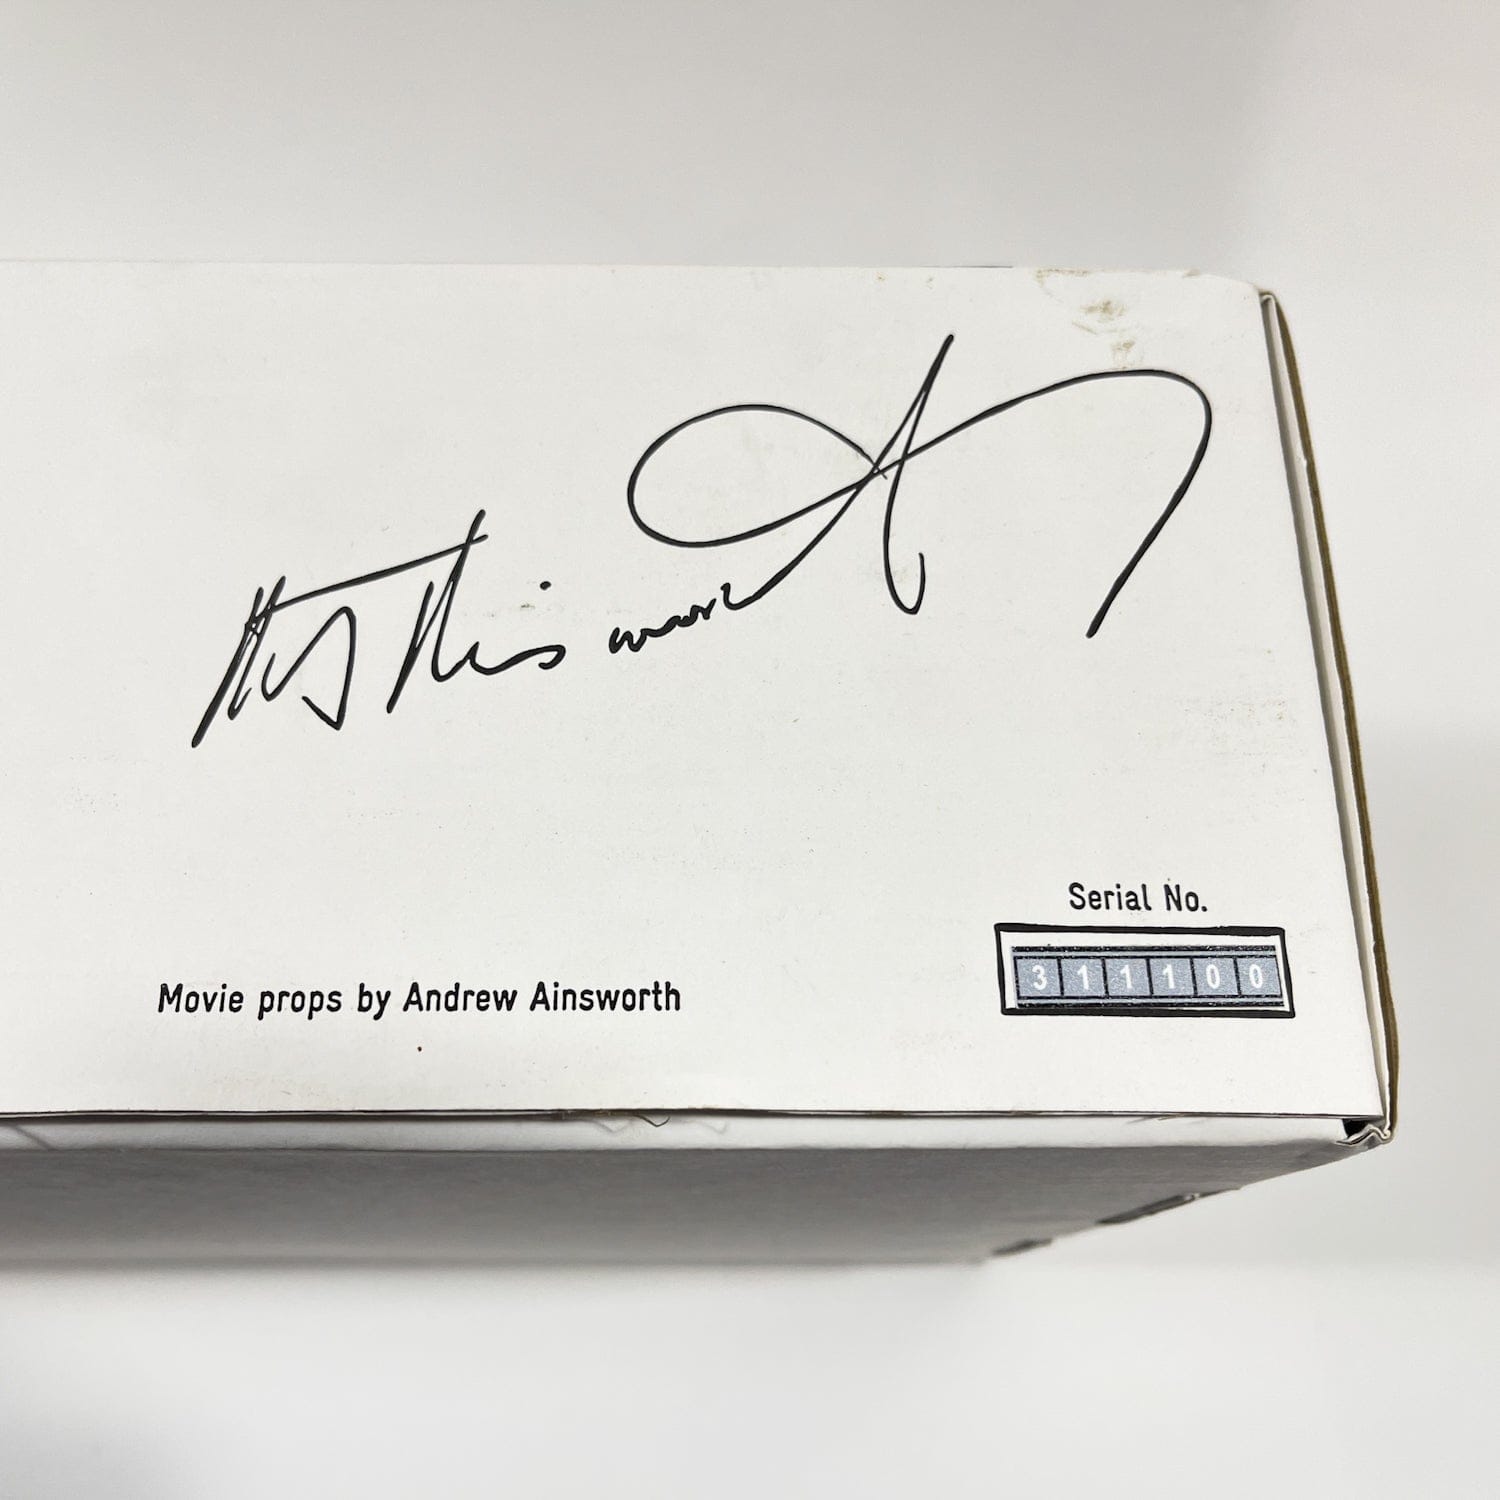 Serial No.
311100
Movie props by Andrew Ainsworth